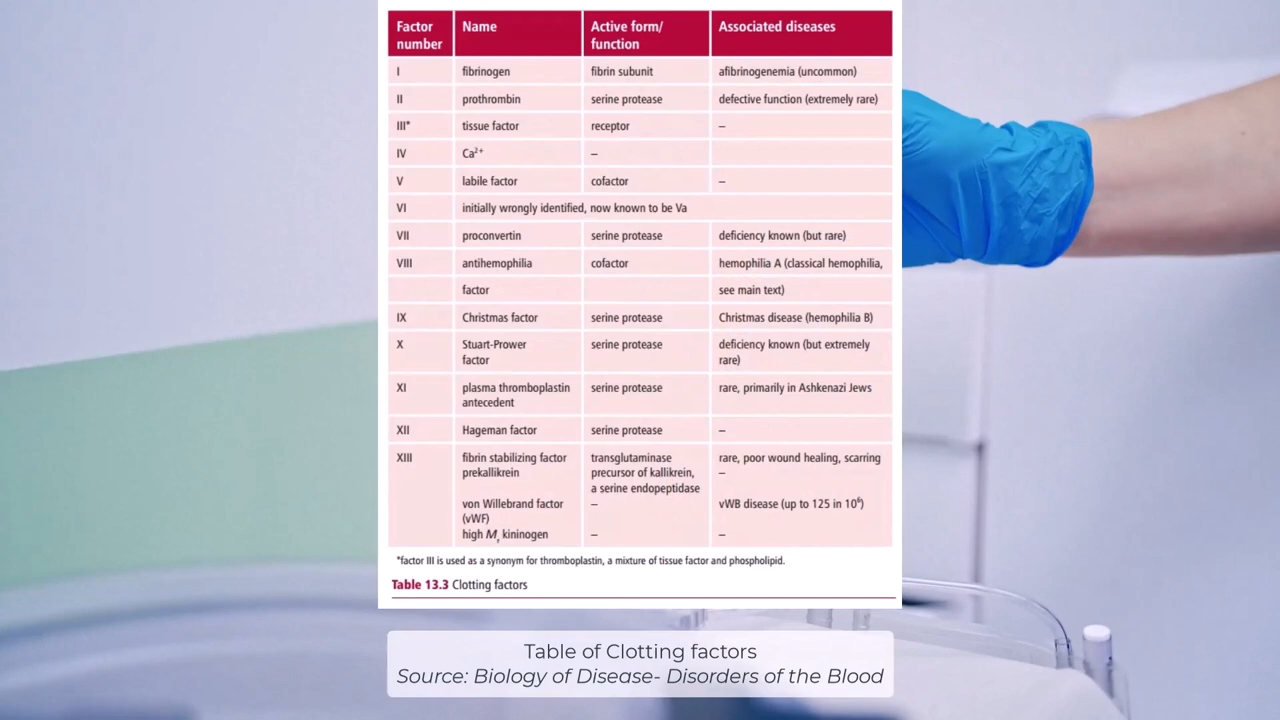 Factor number Name Active form/ function Associated diseases
I fibrinogen fibrin subunit afibrinogenemia (uncommon)
II prothrombin serine protease defective function (extremely rare)
III* tissue factor receptor –
IV Ca²⁺ –
V labile factor cofactor –
VI initially wrongly identified, now known to be Va
VII proconvertin serine protease deficiency known (but rare)
VIII antihemophilia cofactor hemophilia A (classical hemophilia,
factor see main text)
IX Christmas factor serine protease Christmas disease (hemophilia B)
X Stuart-Prower factor serine protease deficiency known (but extremely rare)
XI plasma thromboplastin antecedent serine protease rare, primarily in Ashkenazi Jews
XII Hageman factor serine protease –
XIII fibrin stabilizing factor transglutaminase rare, poor wound healing, scarring
prekallikrein precursor of kallikrein, –
a serine endopeptidase
von Willebrand factor – vWB disease (up to 125 in 10⁶)
(vWF)
high Mr kininogen – –
*factor III is used as a synonym for thromboplastin, a mixture of tissue factor and phospholipid.
Table 13.3 Clotting factors
Table of Clotting factors
Source: Biology of Disease- Disorders of the Blood